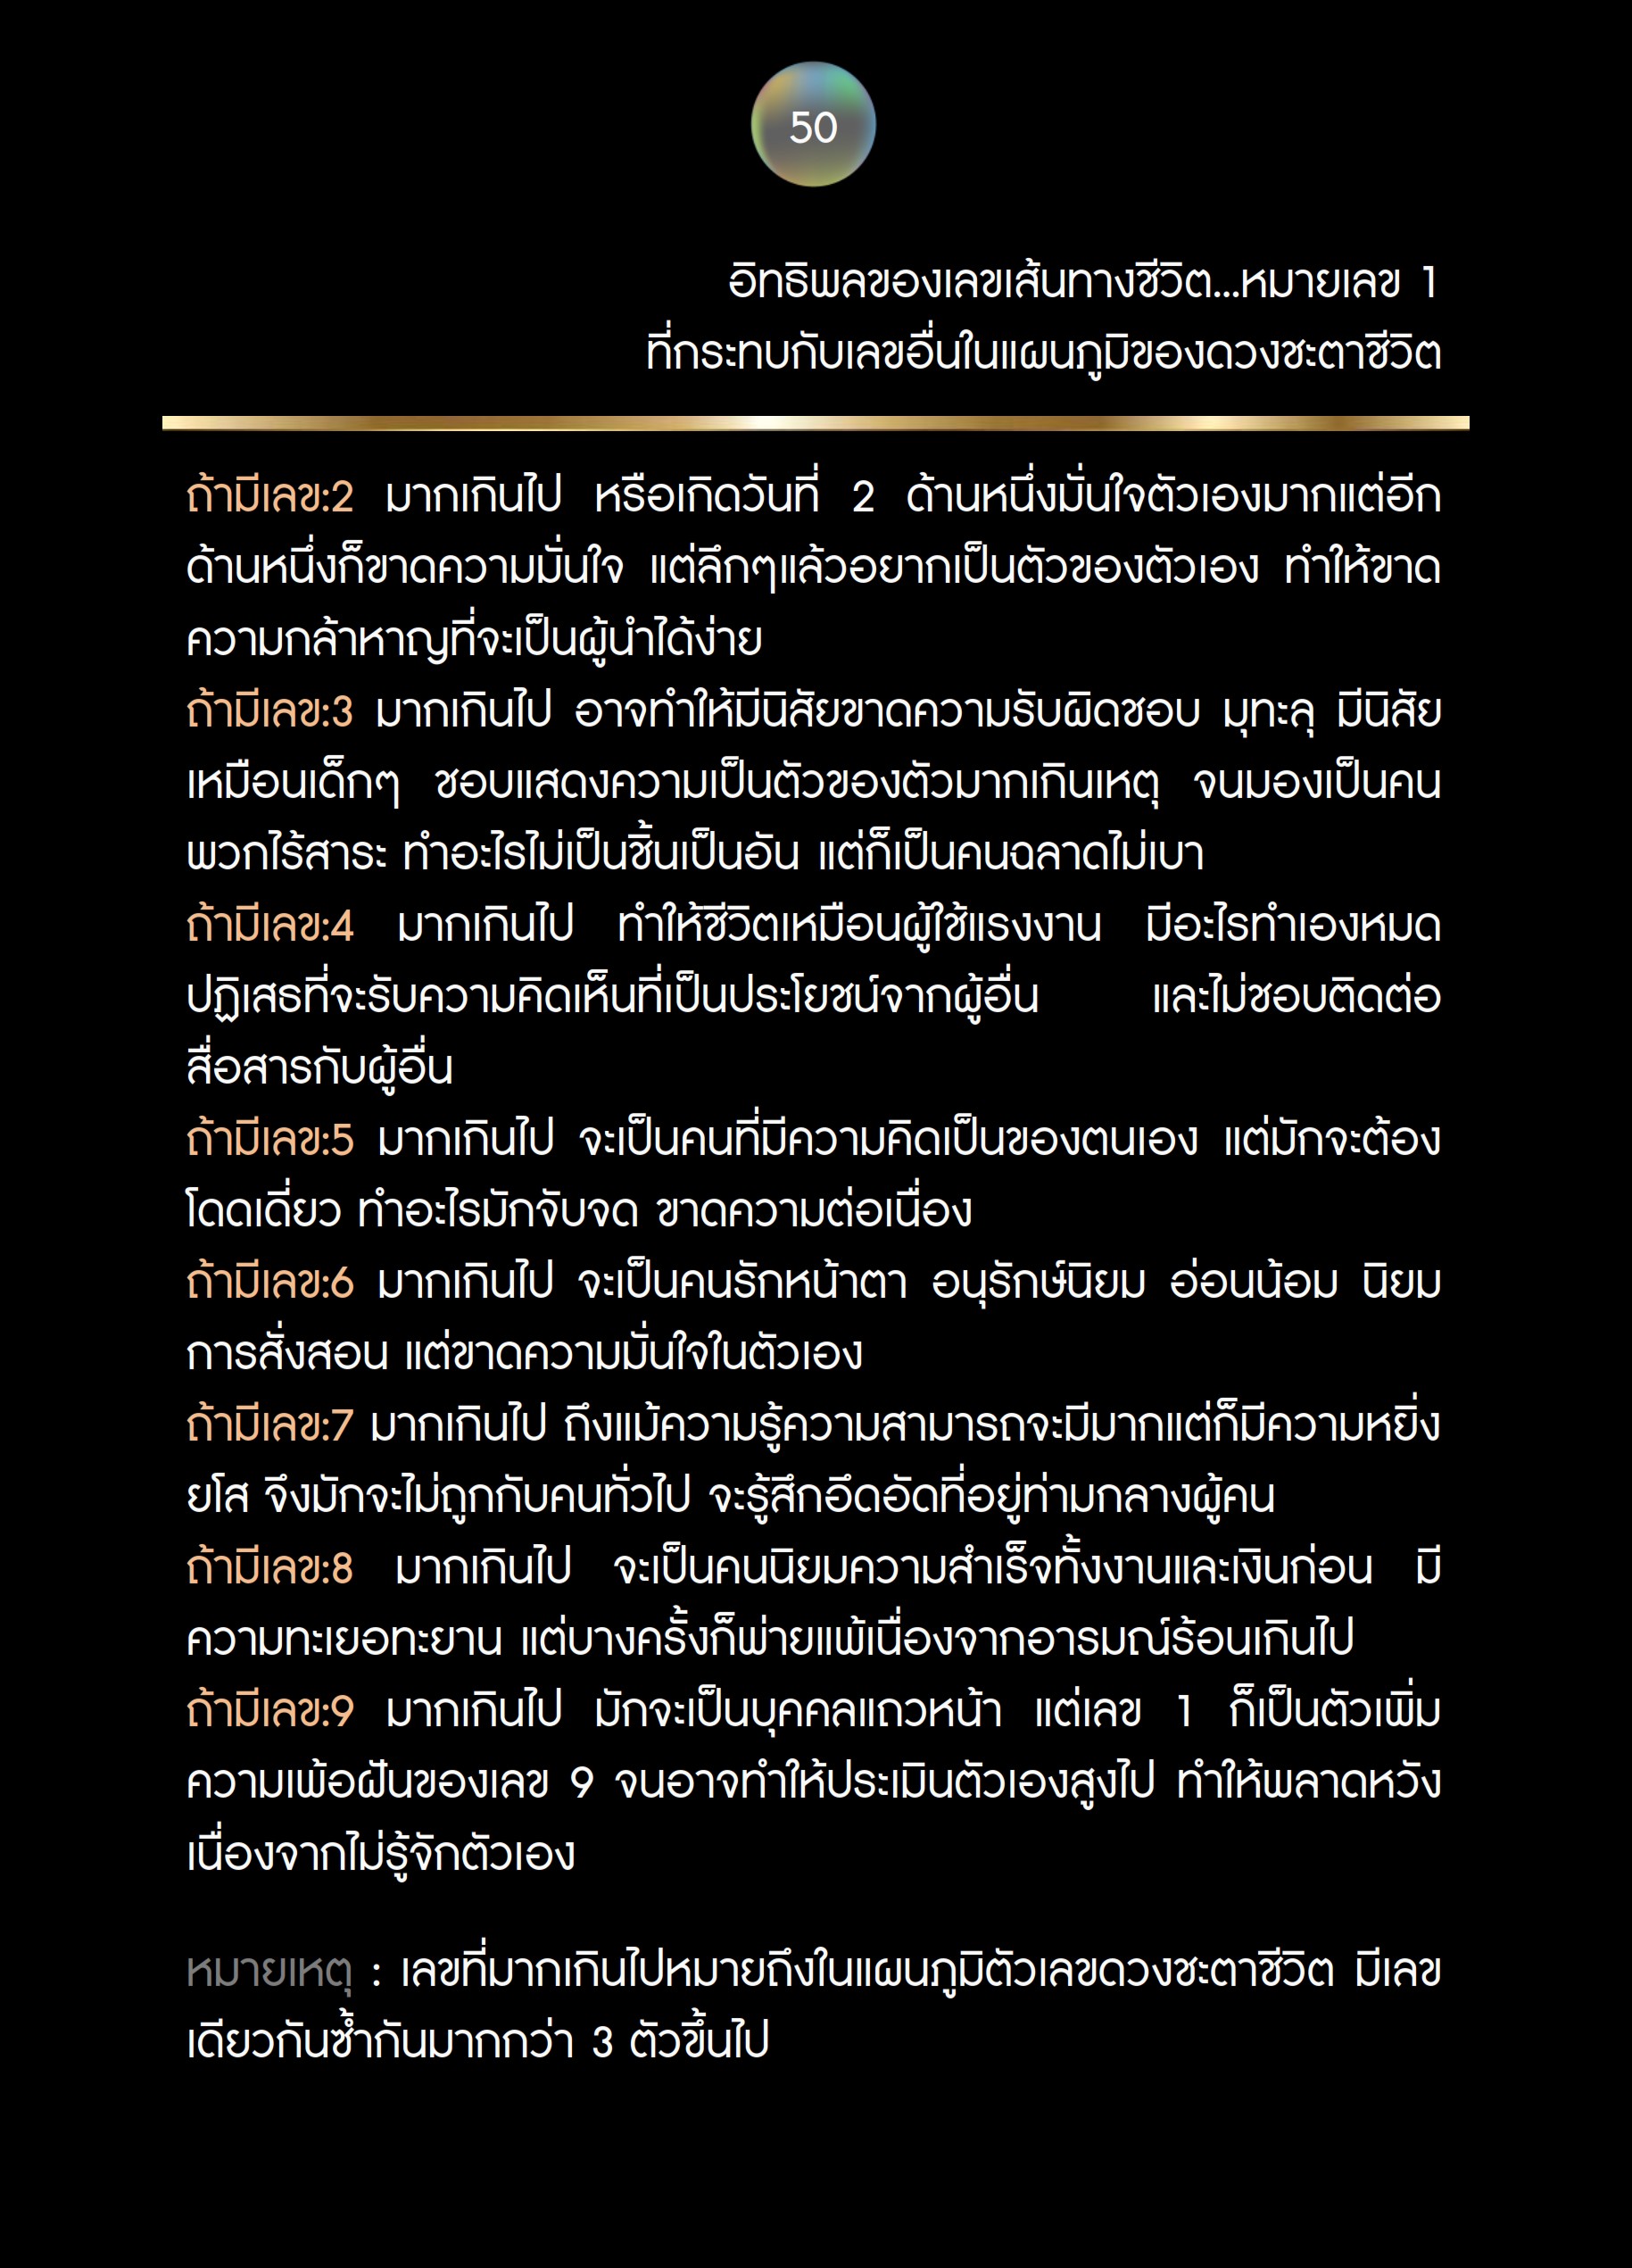 50
อิทธิพลของเลขเส้นทางชีวิต...หมายเลข 1
ที่กระทบกับเลขอื่นในแผนภูมิของดวงชะตาชีวิต
ถ้ามีเลข:2 มากเกินไป หรือเกิดวันที่ 2 ด้านหนึ่งมั่นใจตัวเองมากแต่อีก
ด้านหนึ่งก็ขาดความมั่นใจ แต่ลึกๆแล้วอยากเป็นตัวของตัวเอง ทำให้ขาด
ความกล้าหาญที่จะเป็นผู้นำได้ง่าย
ถ้ามีเลข:3 มากเกินไป อาจทำให้มีนิสัยขาดความรับผิดชอบ มุทะลุ มีนิสัย
เหมือนเด็กๆ ชอบแสดงความเป็นตัวของตัวมากเกินเหตุ จนมองเป็นคน
พวกไร้สาระ ทำอะไรไม่เป็นชิ้นเป็นอัน แต่ก็เป็นคนฉลาดไม่เบา
ถ้ามีเลข:4 มากเกินไป ทำให้ชีวิตเหมือนผู้ใช้แรงงาน มีอะไรทำเองหมด
ปฏิเสธที่จะรับความคิดเห็นที่เป็นประโยชน์จากผู้อื่น และไม่ชอบติดต่อ
สื่อสารกับผู้อื่น
ถ้ามีเลข:5 มากเกินไป จะเป็นคนที่มีความคิดเป็นของตนเอง แต่มักจะต้อง
โดดเดี่ยว ทำอะไรมักจับจด ขาดความต่อเนื่อง
ถ้ามีเลข:6 มากเกินไป จะเป็นคนรักหน้าตา อนุรักษ์นิยม อ่อนน้อม นิยม
การสั่งสอน แต่ขาดความมั่นใจในตัวเอง
ถ้ามีเลข:7 มากเกินไป ถึงแม้ความรู้ความสามารถจะมีมากแต่ก็มีความหยิ่ง
ยโส จึงมักจะไม่ถูกกับคนทั่วไป จะรู้สึกอึดอัดที่อยู่ท่ามกลางผู้คน
ถ้ามีเลข:8 มากเกินไป จะเป็นคนนิยมความสำเร็จทั้งงานและเงินก่อน มี
ความทะเยอทะยาน แต่บางครั้งก็พ่ายแพ้เนื่องจากอารมณ์ร้อนเกินไป
ถ้ามีเลข:9 มากเกินไป มักจะเป็นบุคคลแถวหน้า แต่เลข 1 ก็เป็นตัวเพิ่ม
ความเพ้อฝันของเลข 9 จนอาจทำให้ประเมินตัวเองสูงไป ทำให้พลาดหวัง
เนื่องจากไม่รู้จักตัวเอง
หมายเหตุ : เลขที่มากเกินไปหมายถึงในแผนภูมิตัวเลขดวงชะตาชีวิต มีเลข
เดียวกันซ้ำกันมากกว่า 3 ตัวขึ้นไป